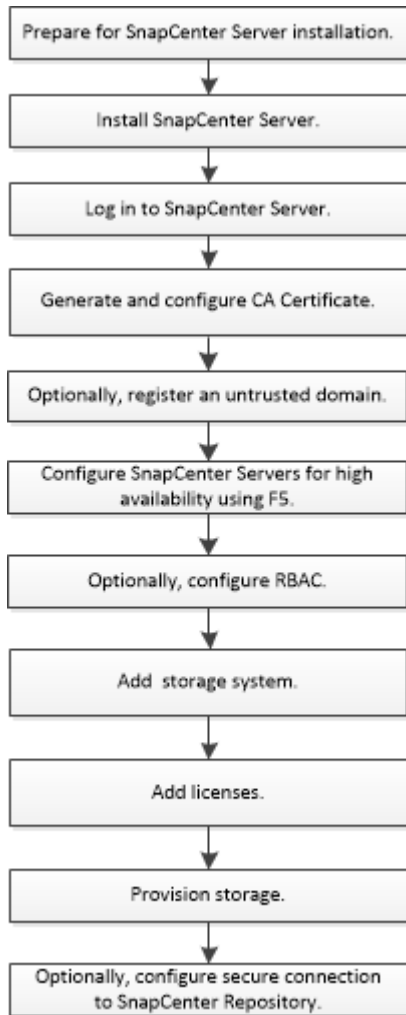 Prepare for SnapCenter Server installation.
Install SnapCenter Server.
Log in to SnapCenter Server.
Generate and configure CA Certificate.
Optionally, register an untrusted domain.
Configure SnapCenter Servers for high
availability using F5.
Optionally, configure RBAC.
Add storage system.
Add licenses.
Provision storage.
Optionally, configure secure connection
to SnapCenter Repository.